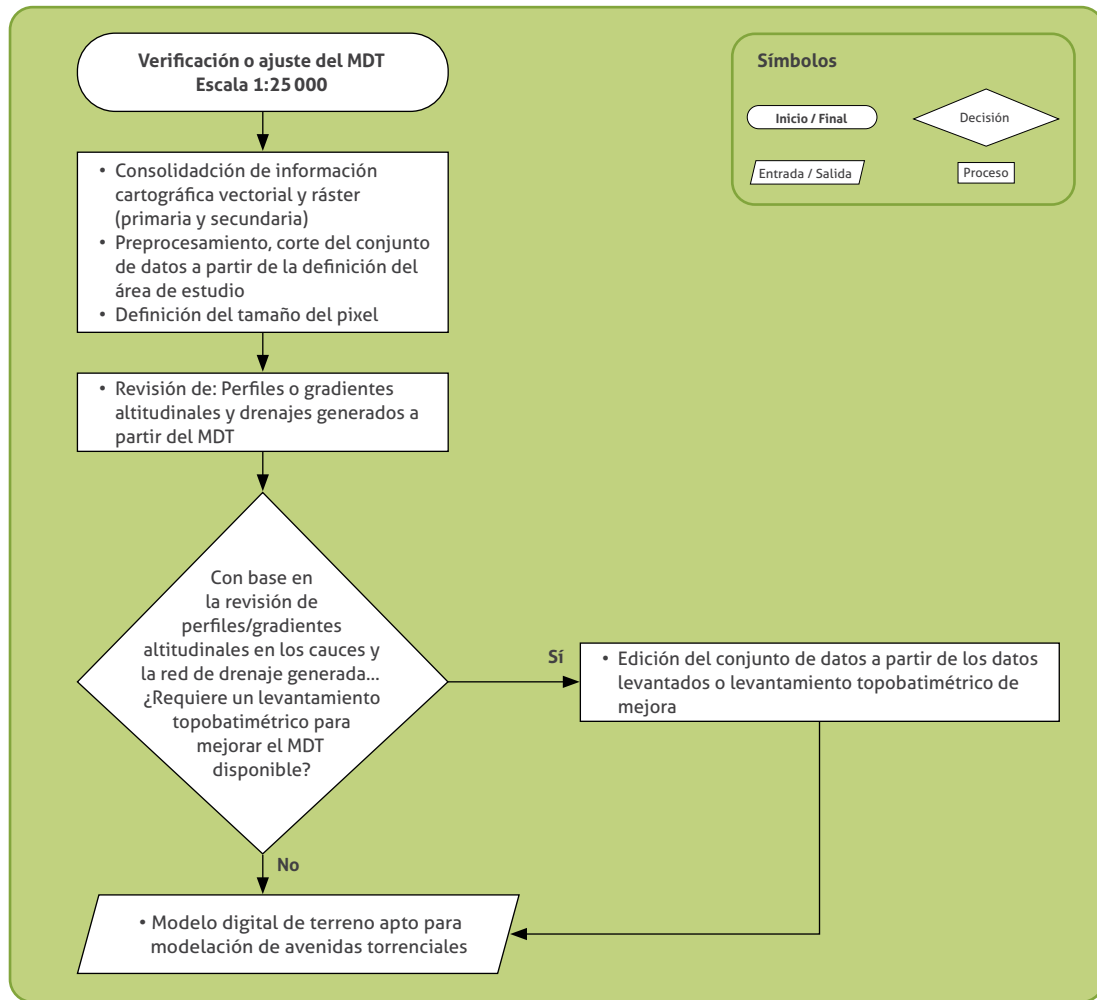 Verificación o ajuste del MDT
Escala 1:25 000
Símbolos
Inicio / Final
Decisión
Entrada / Salida
Proceso
• Consolidadción de información
cartográfica vectorial y ráster
(primaria y secundaria)
• Preprocesamiento, corte del conjunto
de datos a partir de la definición del
área de estudio
• Definición del tamaño del pixel
• Revisión de: Perfiles o gradientes
altitudinales y drenajes generados a
partir del MDT
Con base en
la revisión de
perfiles/gradientes
altitudinales en los cauces y
la red de drenaje generada...
¿Requiere un levantamiento
topobatimétrico para
mejorar el MDT
disponible?
Sí
• Edición del conjunto de datos a partir de los datos
levantados o levantamiento topobatimétrico de
mejora
No
• Modelo digital de terreno apto para
modelación de avenidas torrenciales